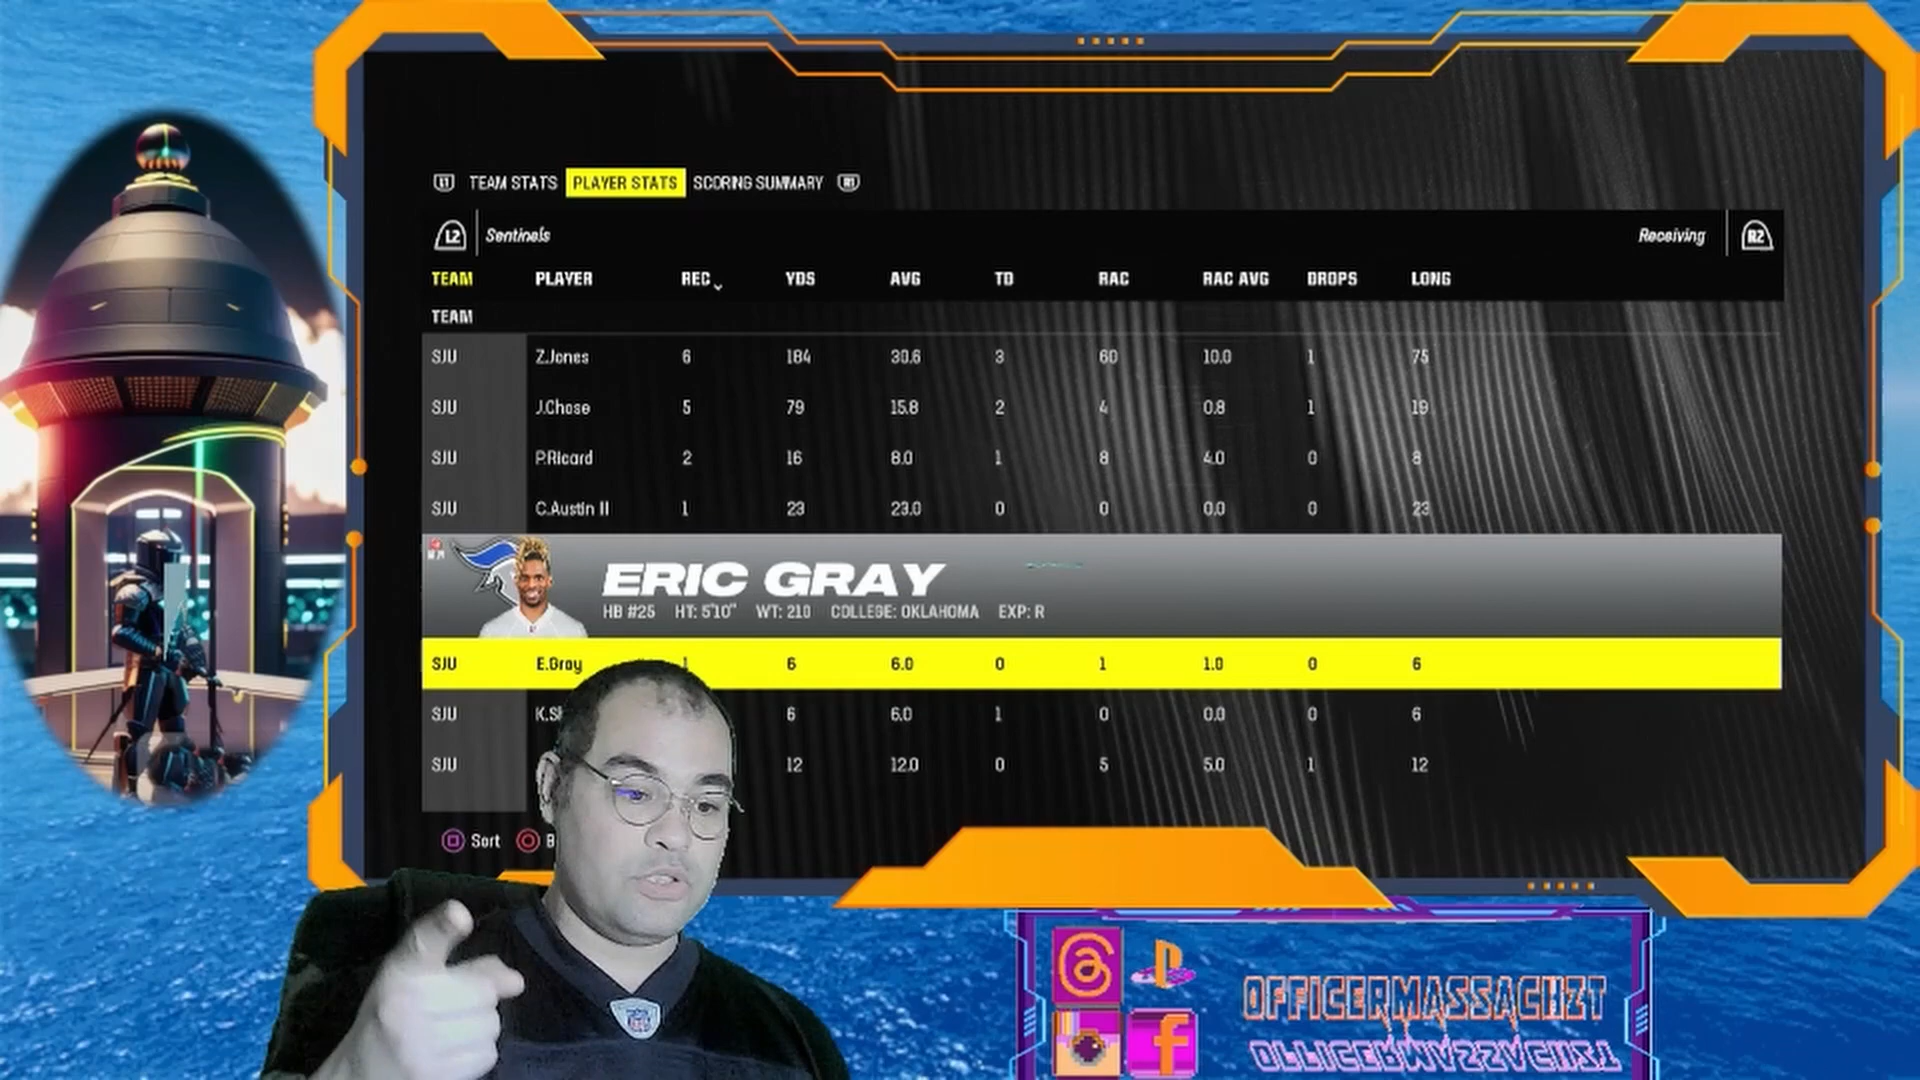 L1 TEAM STATS PLAYER STATS SCORING SUMMARY R1
L2 Sentinels Receiving R2
TEAM PLAYER REC YDS AVG TD RAC RAC AVG DROPS LONG
TEAM
SJU Z.Jones 6 184 30.6 3 60 10.0 1 75
SJU J.Chase 5 79 15.8 2 4 0.8 1 19
SJU P.Ricard 2 16 8.0 1 8 4.0 0 8
SJU C.Austin II 1 23 23.0 0 0 0.0 0 23
ERIC GRAY
HB #25 HT: 5'10" WT: 210 COLLEGE: OKLAHOMA EXP: R
SJU E.Gray 1 6 6.0 0 1 1.0 0 6
SJU 6 6.0 1 0 0.0 0 6
SJU 12 12.0 0 5 5.0 1 12
Sort
OFFICERMASSACHZT